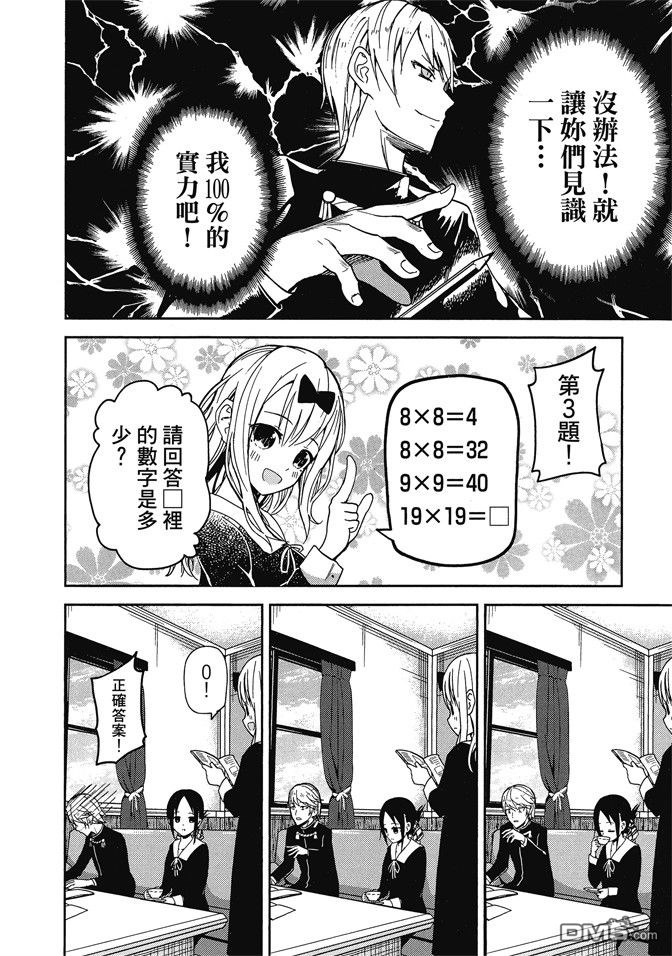 沒辦法！就
讓妳們見識
一下…
我100%的
實力吧！
第3題！
8×8=4
8×8=32
9×9=40
19×19=□
請回答□裡
的數字是多
少？
0！
正確答案！